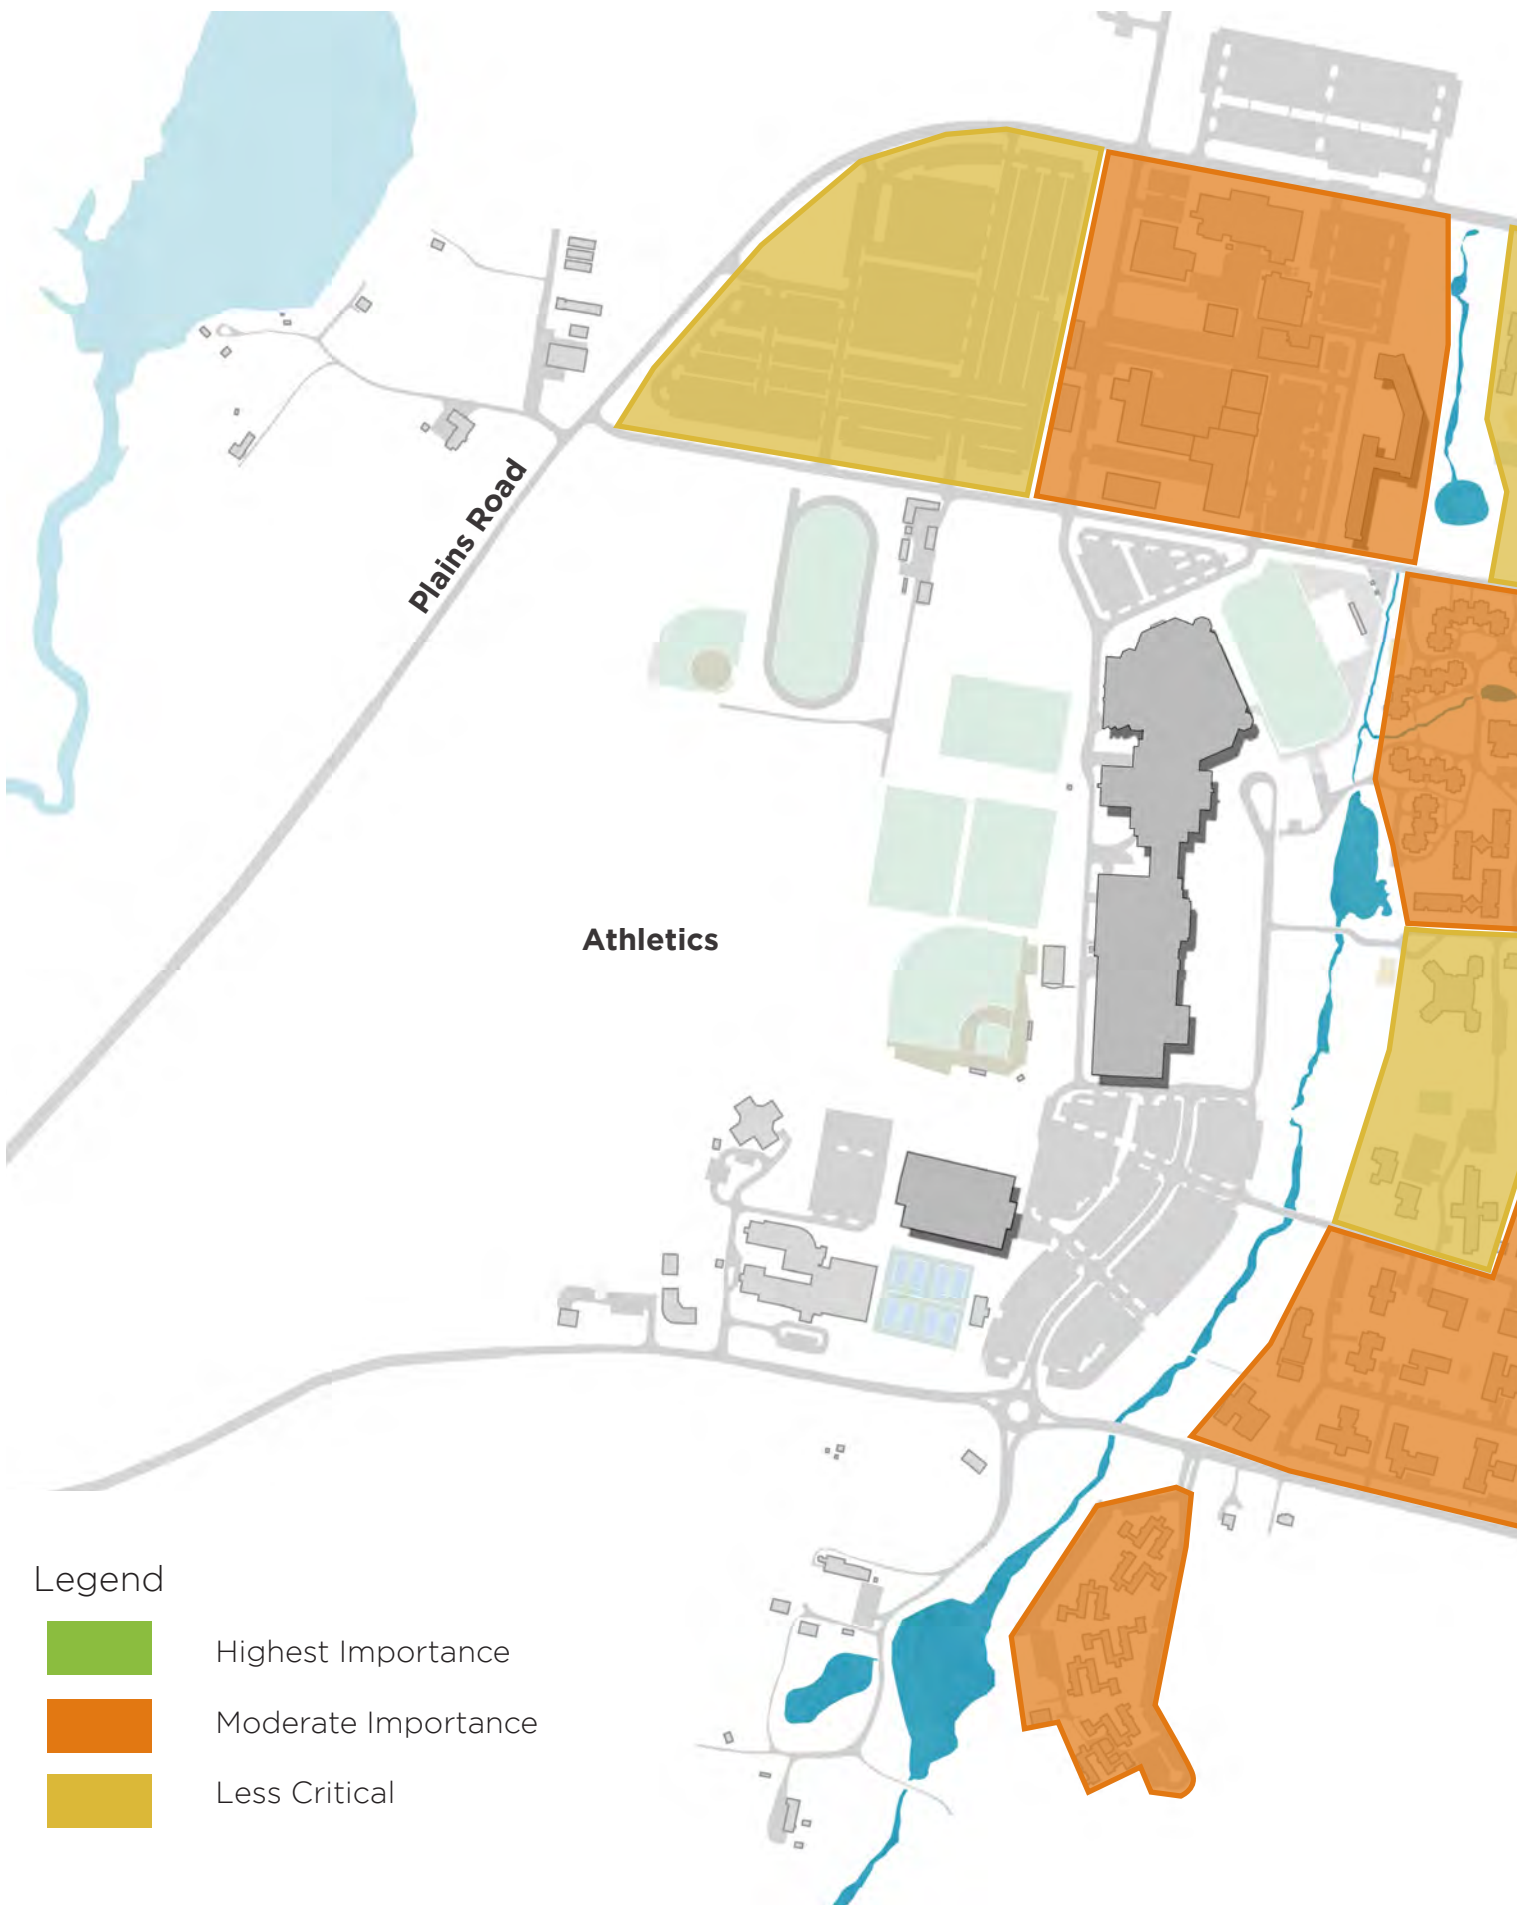 Plains Road
Athletics
Legend
Highest Importance
Moderate Importance
Less Critical